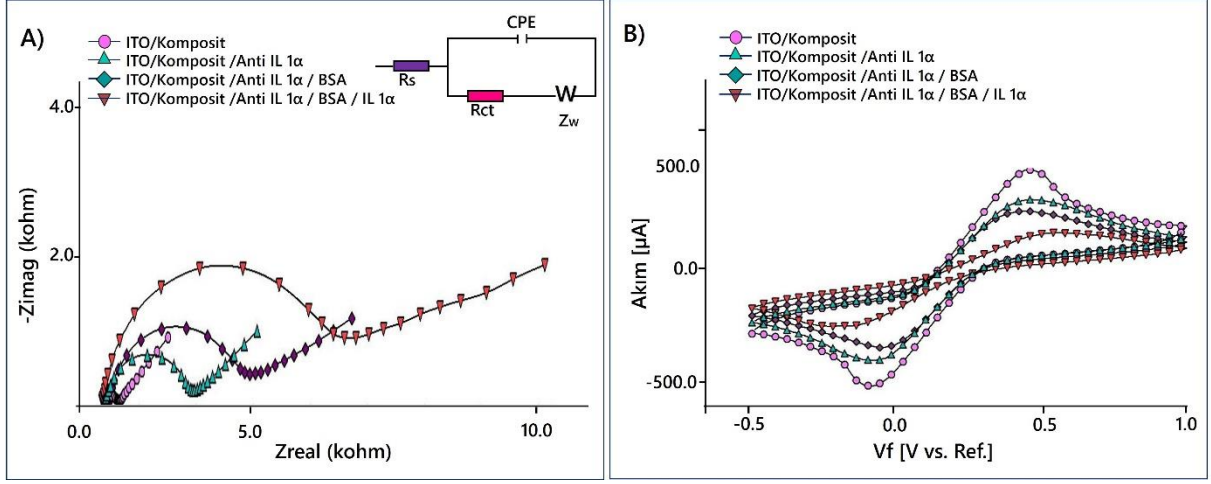 A)
ITO/Komposit
ITO/Komposit /Anti IL 1α
ITO/Komposit /Anti IL 1α / BSA
ITO/Komposit /Anti IL 1α / BSA / IL 1α
CPE
Rs
Rct
W
Zw
4.0
2.0
-Zimag (kohm)
0.0
5.0
10.0
Zreal (kohm)
B)
ITO/Komposit
ITO/Komposit /Anti IL 1α
ITO/Komposit /Anti IL 1α / BSA
ITO/Komposit /Anti IL 1α / BSA / IL 1α
500.0
0.0
-500.0
Akım [µA]
-0.5
0.0
0.5
1.0
Vf [V vs. Ref.]